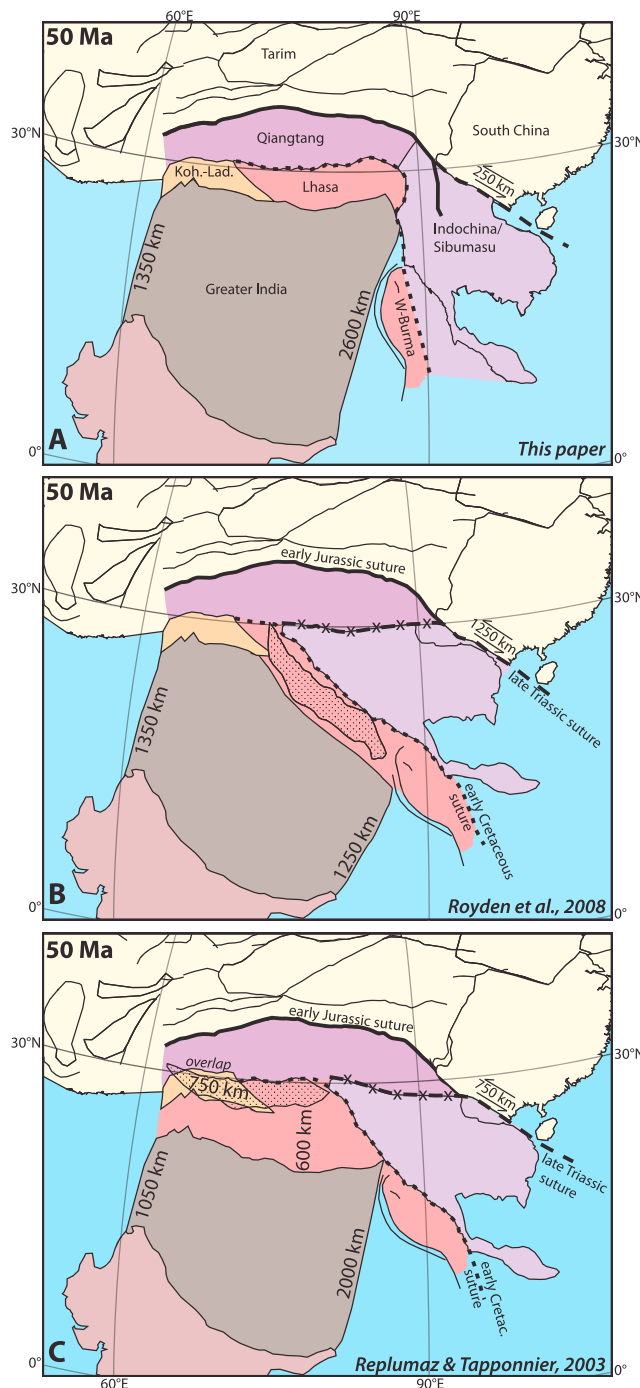 60°E
90°E
50 Ma
Tarim
30°N
30°N
Qiangtang
South China
Koh.-Lad.
Lhasa
250 km
Indochina/
Sibumasu
1350 km
Greater India
2600 km
W-Burma
0°
A
This paper
0°
50 Ma
early Jurassic suture
30°N
30°N
1250 km
late Triassic suture
1350 km
1250 km
early Cretaceous
suture
0°
B
Royden et al., 2008
0°
50 Ma
early Jurassic suture
30°N
30°N
overlap
750 km
750 km
600 km
late Triassic
suture
1050 km
2000 km
early Cretac.
suture
0°
C
Replumaz & Tapponnier, 2003
0°
60°E
90°E